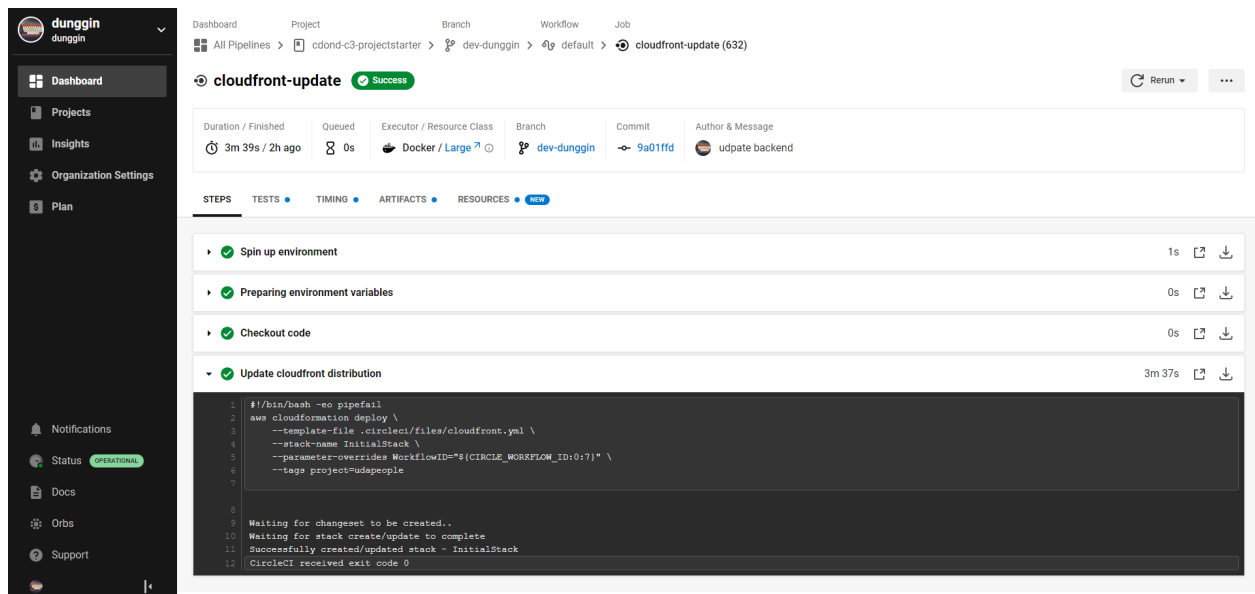 dunggin
dunggin
Dashboard
Projects
Insights
Organization Settings
Plan
Notifications
Status OPERATIONAL
Docs
Orbs
Support
Dashboard Project Branch Workflow Job
All Pipelines cdond-c3-projectstarter dev-dunggin default cloudfront-update (632)
cloudfront-update Success Rerun
Duration / Finished Queued Executor / Resource Class Branch Commit Author & Message
3m 39s / 2h ago 0s Docker / Large dev-dunggin 9a01ffd udpate backend
STEPS TESTS TIMING ARTIFACTS RESOURCES NEW
Spin up environment 1s
Preparing environment variables 0s
Checkout code 0s
Update cloudfront distribution 3m 37s
1 #!/bin/bash -eo pipefail
2 aws cloudformation deploy \
3 --template-file .circleci/files/cloudfront.yml \
4 --stack-name InitialStack \
5 --parameter-overrides WorkflowID="${CIRCLE_WORKFLOW_ID:0:7}" \
6 --tags project=udapeople
7
8
9 Waiting for changeset to be created..
10 Waiting for stack create/update to complete
11 Successfully created/updated stack - InitialStack
12 CircleCI received exit code 0